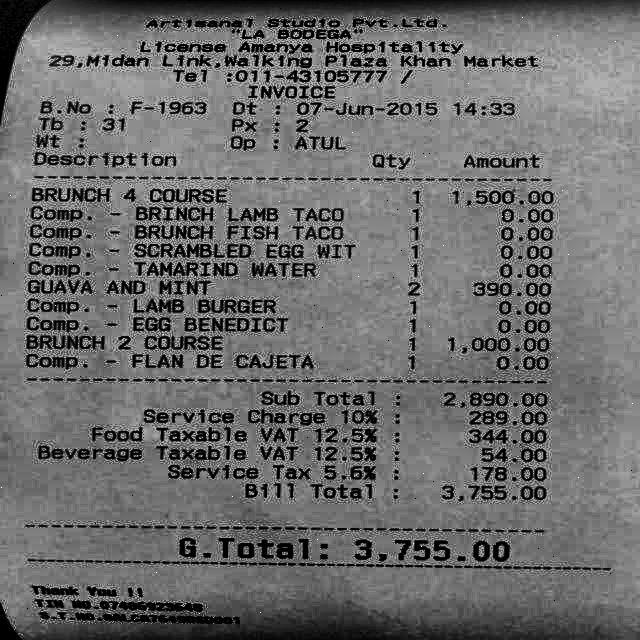 Artisanal Studio Pvt.Ltd.
"LA BODEGA"
License Amanya Hospitality
29,Midan Link,Walking Plaza Khan Market
Tel :011-43105777 /
INVOICE
B.No : F-1963 Dt : 07-Jun-2015 14:33
Tb : 31 Px : 2
Wt : Op : ATUL
Description Qty Amount
BRUNCH 4 COURSE 1 1,500.00
Comp. - BRINCH LAMB TACO 1 0.00
Comp. - BRUNCH FISH TACO 1 0.00
Comp. - SCRAMBLED EGG WIT 1 0.00
Comp. - TAMARIND WATER 1 0.00
GUAVA AND MINT 2 390.00
Comp. - LAMB BURGER 1 0.00
Comp. - EGG BENEDICT 1 0.00
BRUNCH 2 COURSE 1 1,000.00
Comp. - FLAN DE CAJETA 1 0.00
Sub Total : 2,890.00
Service Charge 10% : 289.00
Food Taxable VAT 12.5% : 344.00
Beverage Taxable VAT 12.5% : 54.00
Service Tax 5.6% : 178.00
Bill Total : 3,755.00
G.Total: 3,755.00
Thank You !!
TIN NO.
S.T.NO.